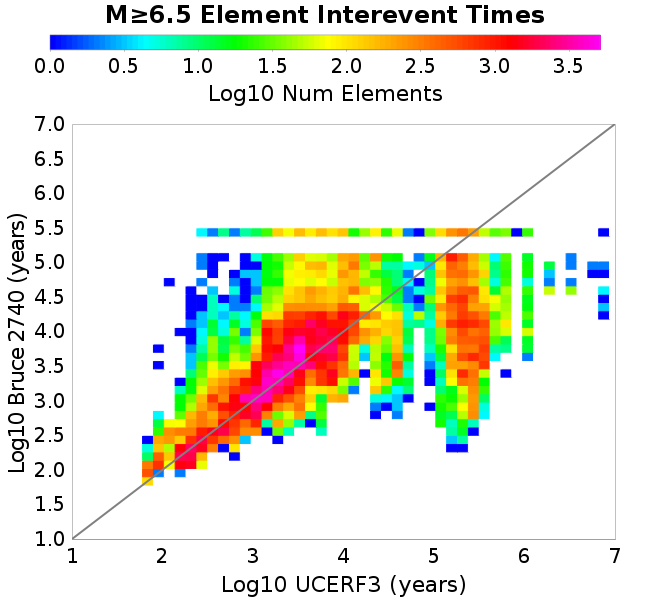 M≥6.5 Element Interevent Times
0.0 0.5 1.0 1.5 2.0 2.5 3.0 3.5
Log10 Num Elements
7.0
6.5
6.0
5.5
5.0
4.5
4.0
3.5
3.0
2.5
2.0
1.5
1.0
Log10 Bruce 2740 (years)
1 2 3 4 5 6 7
Log10 UCERF3 (years)